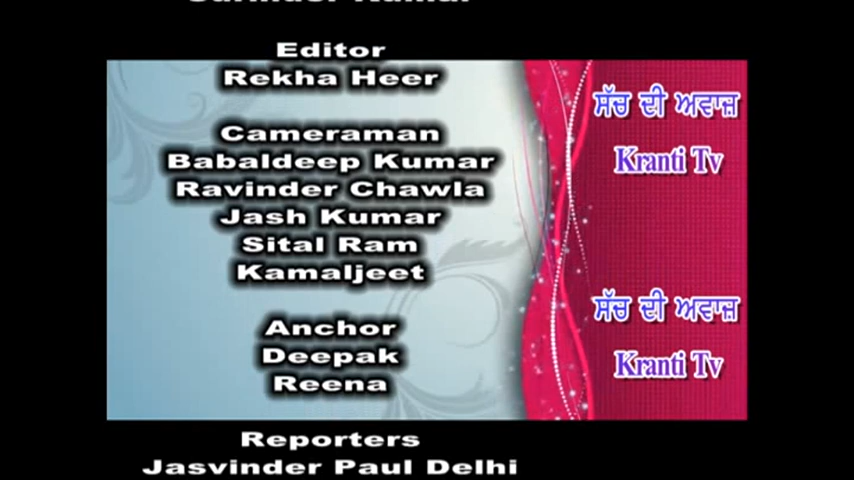 Editor
Rekha Heer
Cameraman
Babaldeep Kumar
Ravinder Chawla
Jash Kumar
Sital Ram
Kamaljeet
Anchor
Deepak
Reena
Reporters
Jasvinder Paul Delhi
ਸੱਚ ਦੀ ਅਵਾਜ਼
Kranti Tv
ਸੱਚ ਦੀ ਅਵਾਜ਼
Kranti Tv